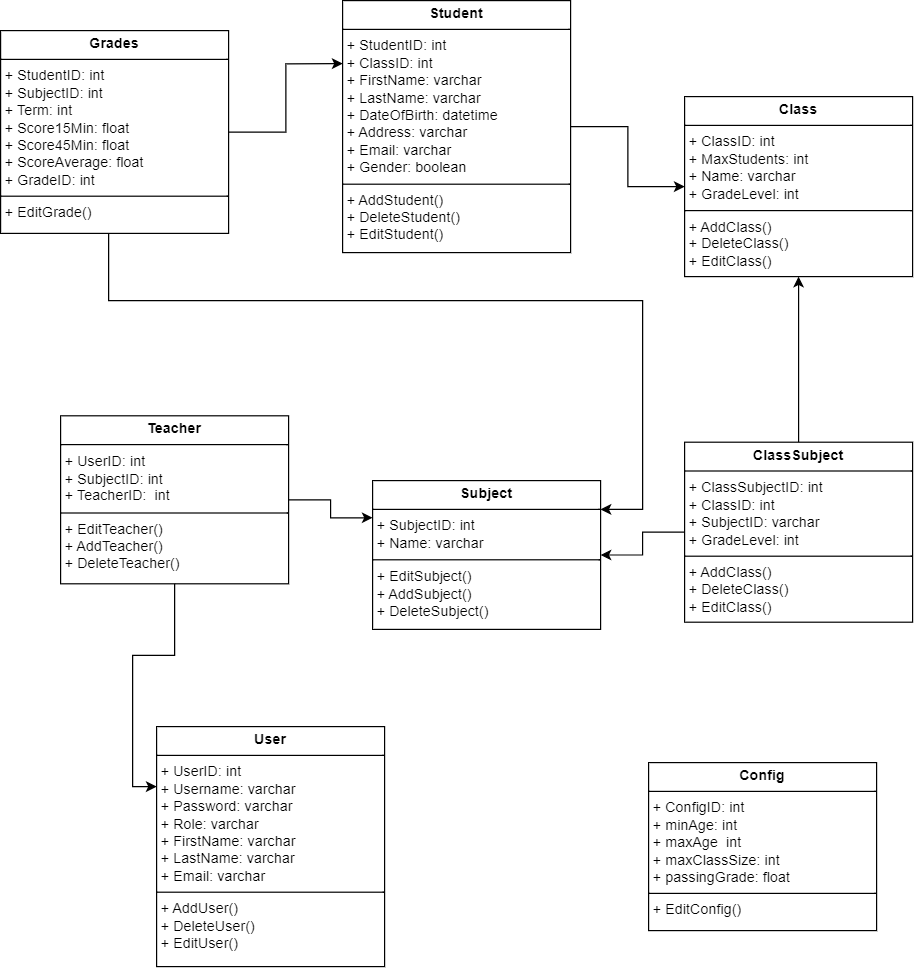 Grades
+ StudentID: int
+ SubjectID: int
+ Term: int
+ Score15Min: float
+ Score45Min: float
+ ScoreAverage: float
+ GradeID: int
+ EditGrade()
Student
+ StudentID: int
+ ClassID: int
+ FirstName: varchar
+ LastName: varchar
+ DateOfBirth: datetime
+ Address: varchar
+ Email: varchar
+ Gender: boolean
+ AddStudent()
+ DeleteStudent()
+ EditStudent()
Class
+ ClassID: int
+ MaxStudents: int
+ Name: varchar
+ GradeLevel: int
+ AddClass()
+ DeleteClass()
+ EditClass()
Teacher
+ UserID: int
+ SubjectID: int
+ TeacherID:  int
+ EditTeacher()
+ AddTeacher()
+ DeleteTeacher()
Subject
+ SubjectID: int
+ Name: varchar
+ EditSubject()
+ AddSubject()
+ DeleteSubject()
ClassSubject
+ ClassSubjectID: int
+ ClassID: int
+ SubjectID: varchar
+ GradeLevel: int
+ AddClass()
+ DeleteClass()
+ EditClass()
User
+ UserID: int
+ Username: varchar
+ Password: varchar
+ Role: varchar
+ FirstName: varchar
+ LastName: varchar
+ Email: varchar
+ AddUser()
+ DeleteUser()
+ EditUser()
Config
+ ConfigID: int
+ minAge: int
+ maxAge  int
+ maxClassSize: int
+ passingGrade: float
+ EditConfig()